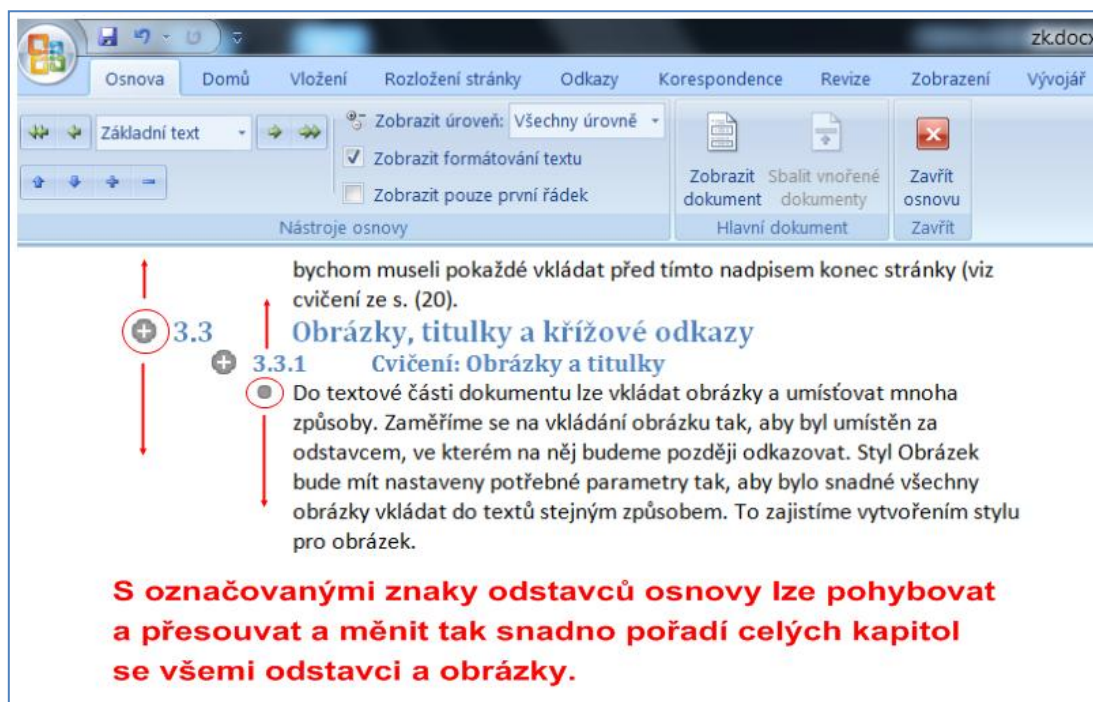 zk.docx
Osnova Domů Vložení Rozložení stránky Odkazy Korespondence Revize Zobrazení Vývojář
Základní text
Zobrazit úroveň: Všechny úrovně
Zobrazit formátování textu
Zobrazit pouze první řádek
Nástroje osnovy
Zobrazit dokument
Sbalit vnořené dokumenty
Hlavní dokument
Zavřít osnovu
Zavřít
bychom museli pokaždé vkládat před tímto nadpisem konec stránky (viz
cvičení ze s. (20).
3.3 Obrázky, titulky a křížové odkazy
3.3.1 Cvičení: Obrázky a titulky
Do textové části dokumentu lze vkládat obrázky a umísťovat mnoha
způsoby. Zaměříme se na vkládání obrázku tak, aby byl umístěn za
odstavcem, ve kterém na něj budeme později odkazovat. Styl Obrázek
bude mít nastaveny potřebné parametry tak, aby bylo snadné všechny
obrázky vkládat do textů stejným způsobem. To zajistíme vytvořením stylu
pro obrázek.
S označovanými znaky odstavců osnovy lze pohybovat
a přesouvat a měnit tak snadno pořadí celých kapitol
se všemi odstavci a obrázky.